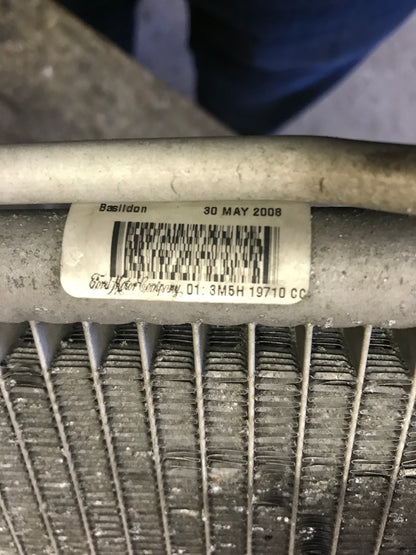 Basildon 30 MAY 2008
Ford Motor Company, 01: 3M5H 19710 CC